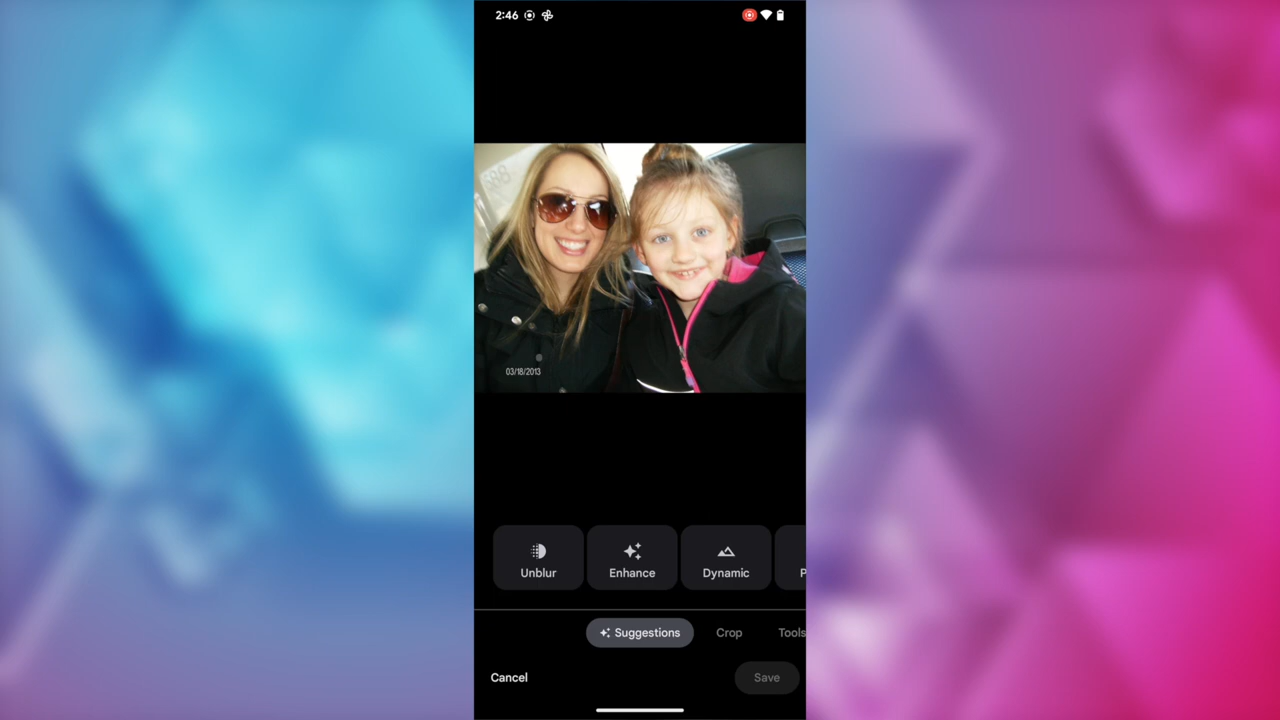 2:46
03/18/2013
Unblur
Enhance
Dynamic
P
Suggestions
Crop
Tools
Cancel
Save